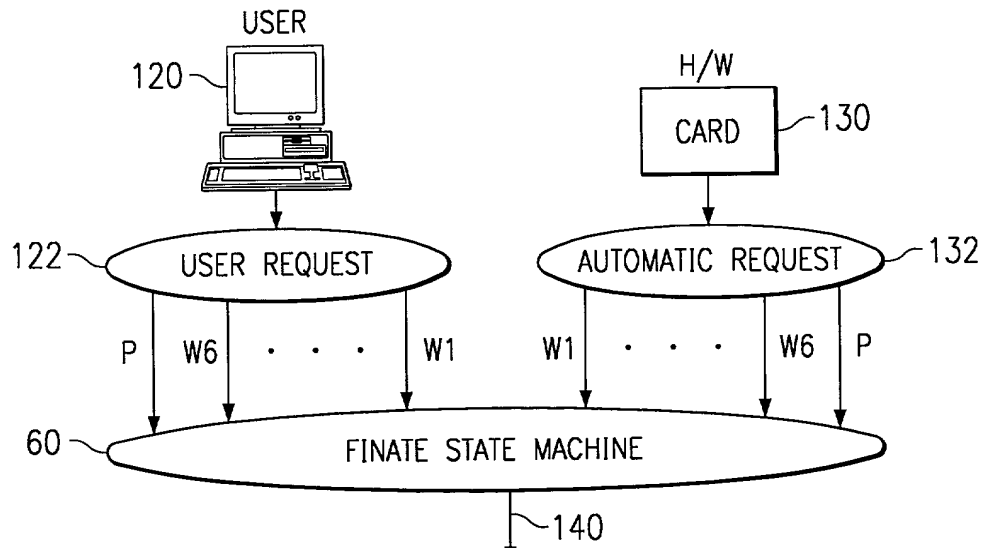 USER
120
H/W
CARD
130
122
USER REQUEST
AUTOMATIC REQUEST
132
P
W6
. . .
W1
W1
. . .
W6
P
60
FINATE STATE MACHINE
140